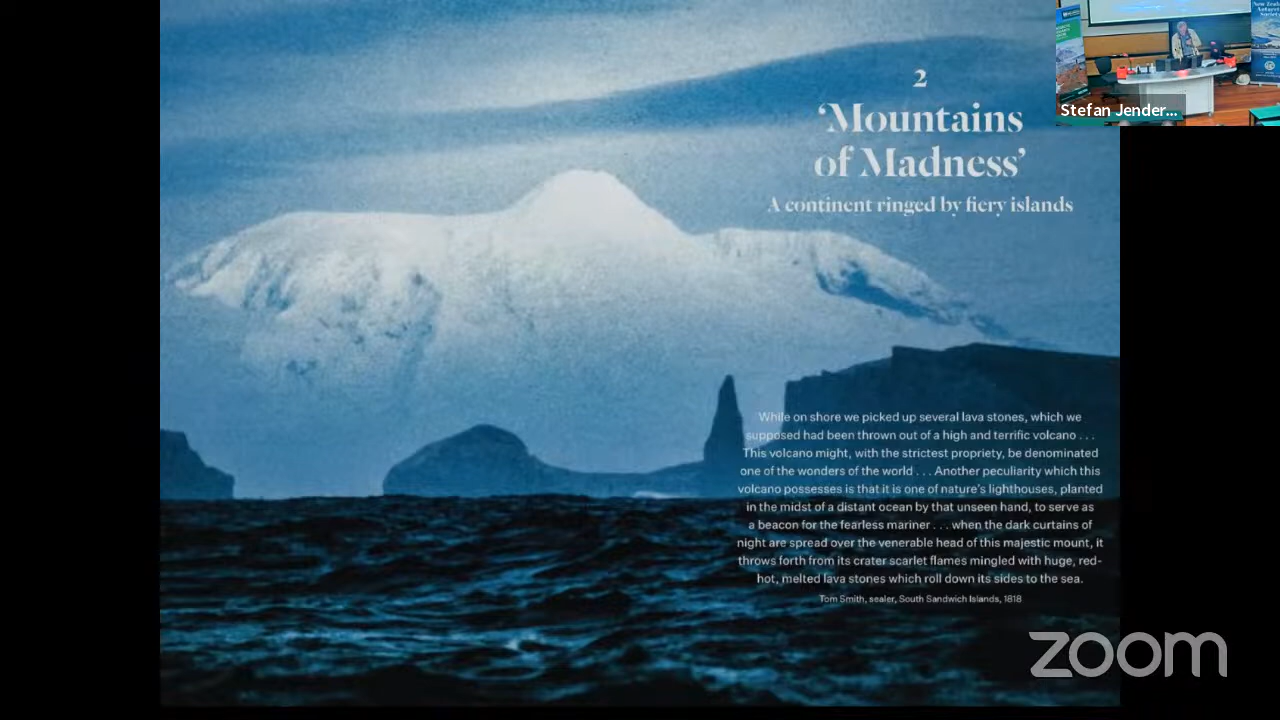 2
‘Mountains
of Madness’
A continent ringed by fiery islands
While on shore we picked up several lava stones, which we
supposed had been thrown out of a high and terrific volcano . . .
This volcano might, with the strictest propriety, be denominated
one of the wonders of the world . . . Another peculiarity which this
volcano possesses is that it is one of nature’s lighthouses, planted
in the midst of a distant ocean by that unseen hand, to serve as
a beacon for the fearless mariner . . . when the dark curtains of
night are spread over the venerable head of this majestic mount, it
throws forth from its crater scarlet flames mingled with huge, red-
hot, melted lava stones which roll down its sides to the sea.
Tom Smith, sealer, South Sandwich Islands, 1818
New Zealand
Antarctic
Society
Stefan Jender...
zoom